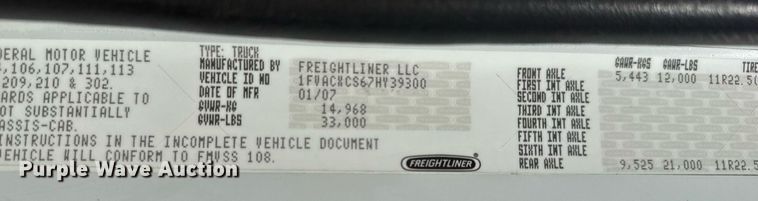 DERAL MOTOR VEHICLE
,106,107,111,113
209,210 & 302.
ARDS APPLICABLE TO
OT SUBSTANTIALLY
ASSIS-CAB.
INSTRUCTIONS IN THE INCOMPLETE VEHICLE DOCUMENT
VEHICLE WILL CONFORM TO FMVSS 108.
TYPE: TRUCK
MANUFACTURED BY FREIGHTLINER LLC
VEHICLE ID NO 1FVACXCS67HY39300
DATE OF MFR 01/07
GVWR-KG 14,968
GVWR-LBS 33,000
FREIGHTLINER
GAWR-KGS GAWR-LBS TIRE
FRONT AXLE 5,443 12,000 11R22.5(
FIRST INT AXLE
SECOND INT AXLE
THIRD INT AXLE
FOURTH INT AXLE
FIFTH INT AXLE
SIXTH INT AXLE
REAR AXLE 9,525 21,000 11R22.5
Purple Wave Auction